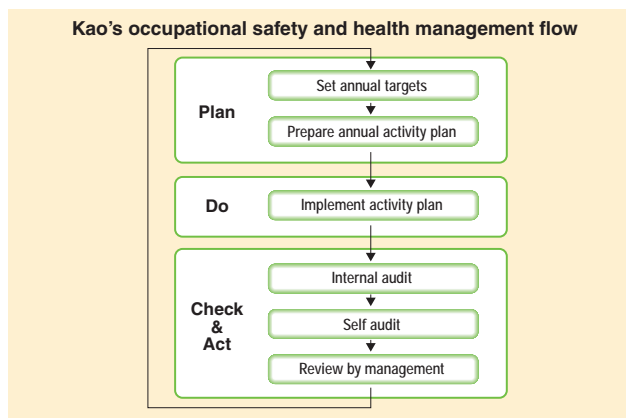 Kao's occupational safety and health management flow
Set annual targets
Plan
Prepare annual activity plan
Do
Implement activity plan
Internal audit
Check
&
Act
Self audit
Review by management